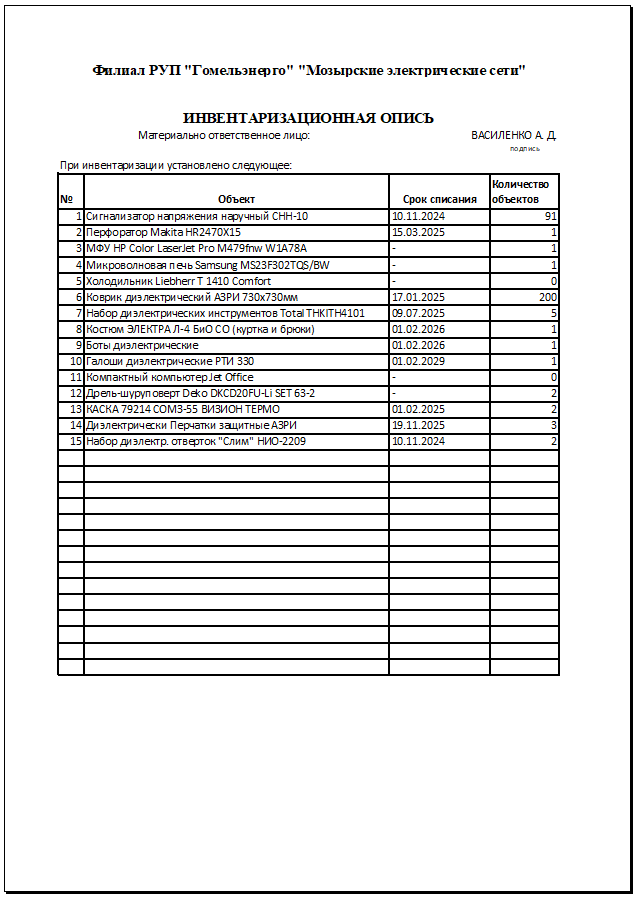 Филиал РУП "Гомельэнерго" "Мозырские электрические сети"
ИНВЕНТАРИЗАЦИОННАЯ ОПИСЬ
Материально ответственное лицо: ВАСИЛЕНКО А. Д.
подпись
При инвентаризации установлено следующее:
№ Объект Срок списания Количество объектов
1 Сигнализатор напряжения наручный СНН-10 10.11.2024 91
2 Перфоратор Makita HR2470X15 15.03.2025 1
3 МФУ HP Color LaserJet Pro M479fnw W1A78A - 1
4 Микроволновая печь Samsung MS23F302TQS/BW - 1
5 Холодильник Liebherr T 1410 Comfort - 0
6 Коврик диэлектрический АЗРИ 730х730мм 17.01.2025 200
7 Набор диэлектрических инструментов Total THKITH4101 09.07.2025 5
8 Костюм ЭЛЕКТРА Л-4 БиО СО (куртка и брюки) 01.02.2026 1
9 Боты диэлектрические 01.02.2026 1
10 Галоши диэлектрические РТИ 330 01.02.2029 1
11 Компактный компьютер Jet Office - 0
12 Дрель-шуруповерт Deko DKCD20FU-Li SET 63-2 - 2
13 КАСКА 79214 СОМЗ-55 ВИЗИОН ТЕРМО 01.02.2025 2
14 Диэлектрически Перчатки защитные АЗРИ 19.11.2025 3
15 Набор диэлектр. отверток "Слим" НИО-2209 10.11.2024 2